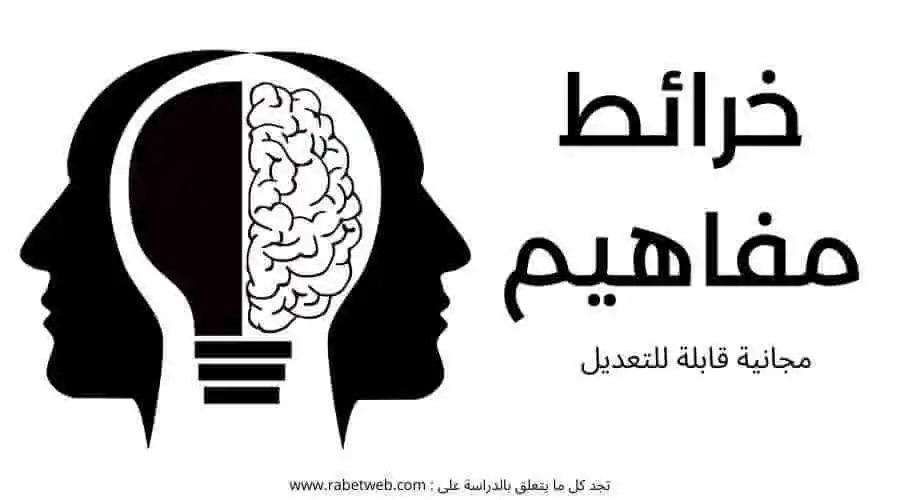 خرائط
مفاهيم
مجانية قابلة للتعديل
تجد كل ما يتعلق بالدراسة على : www.rabetweb.com